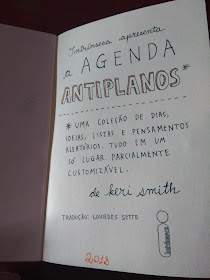 Intrínseca apresenta
a AGENDA
ANTIPLANOS*
* UMA COLEÇÃO DE DIAS,
IDEIAS, LISTAS E PENSAMENTOS
ALEATÓRIOS. TUDO EM UM
SÓ LUGAR. PARCIALMENTE
CUSTOMIZÁVEL.
de keri smith
TRADUÇÃO: LOURDES SETTE
intrínseca
2013